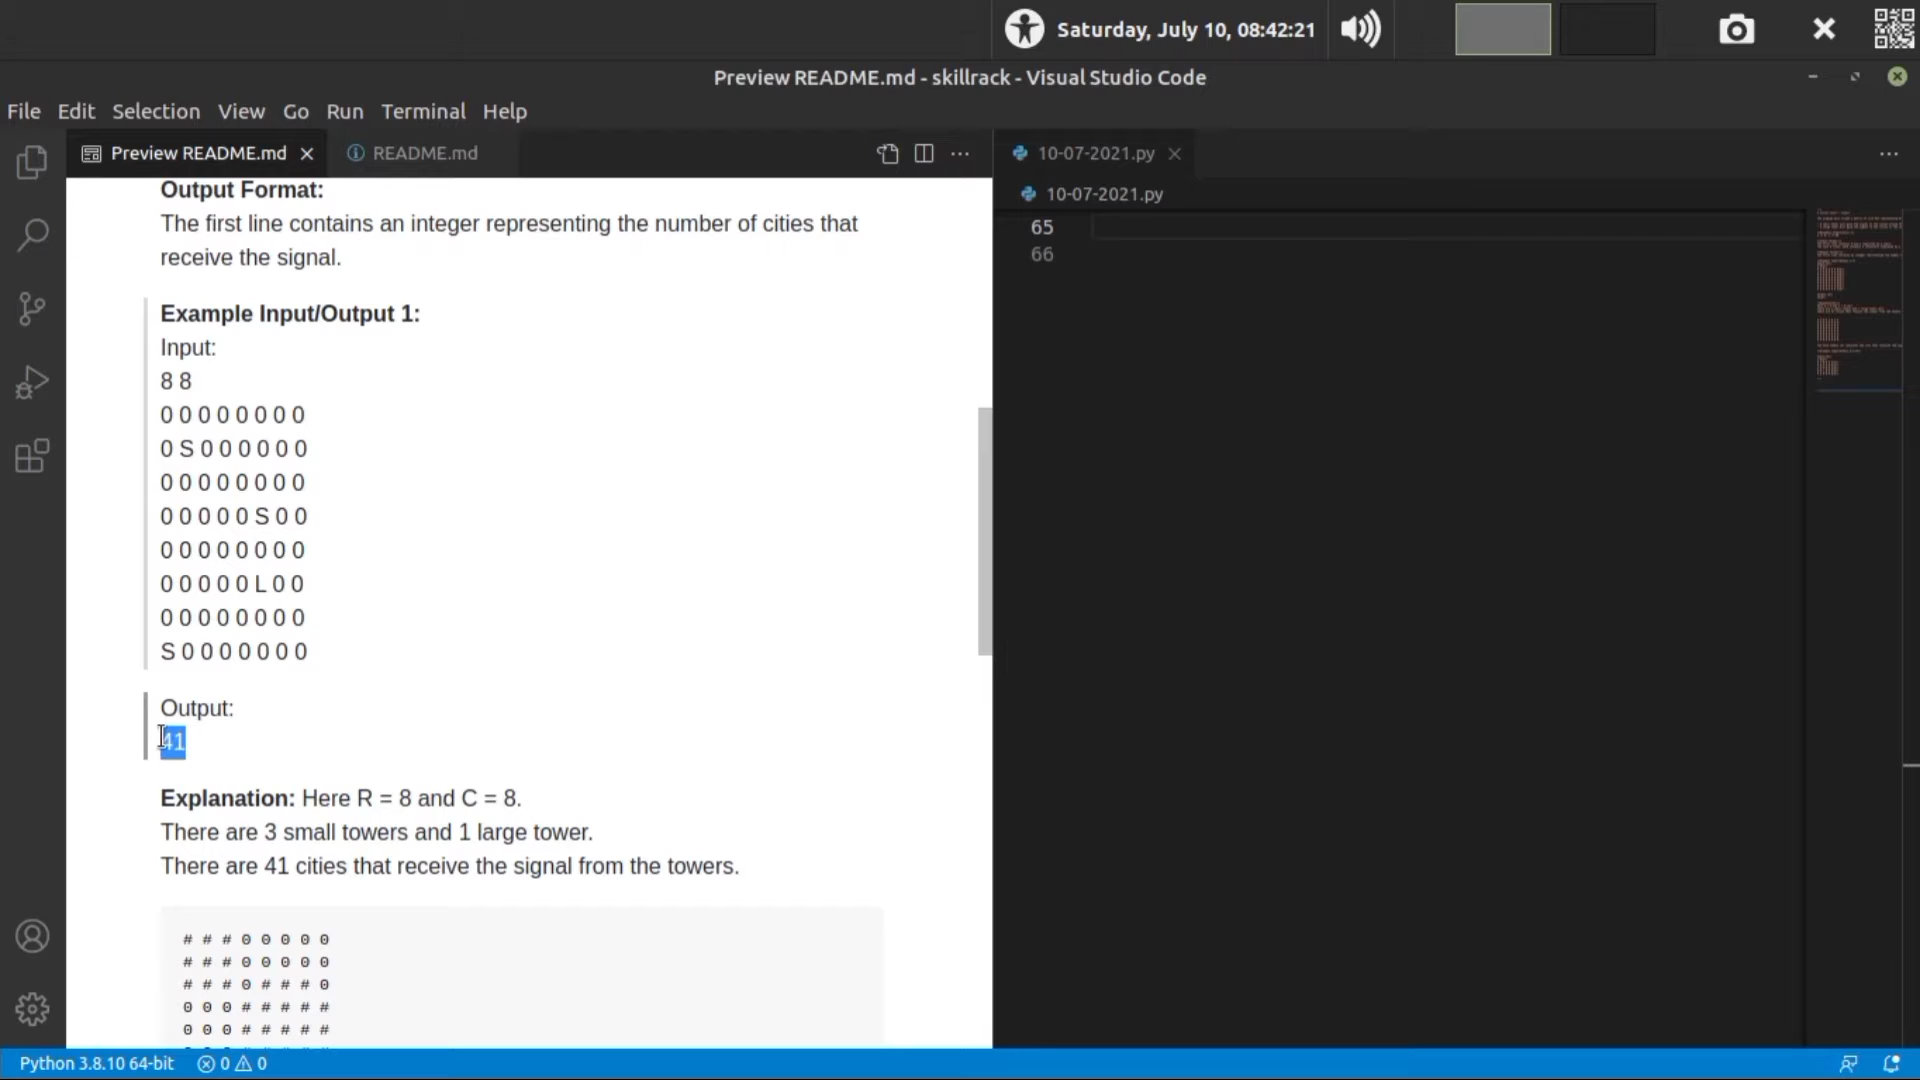 Saturday, July 10, 08:42:21
Preview README.md - skillrack - Visual Studio Code
File Edit Selection View Go Run Terminal Help
Preview README.md
README.md
10-07-2021.py
10-07-2021.py
Output Format:
The first line contains an integer representing the number of cities that
receive the signal.
Example Input/Output 1:
Input:
8 8
0 0 0 0 0 0 0 0
0 S 0 0 0 0 0 0
0 0 0 0 0 0 0 0
0 0 0 0 0 S 0 0
0 0 0 0 0 0 0 0
0 0 0 0 0 L 0 0
0 0 0 0 0 0 0 0
S 0 0 0 0 0 0 0
Output:
41
Explanation: Here R = 8 and C = 8.
There are 3 small towers and 1 large tower.
There are 41 cities that receive the signal from the towers.
# # # 0 0 0 0 0
# # # 0 0 0 0 0
# # # 0 # # # 0
0 0 0 # # # # #
0 0 0 # # # # #
65
66
Python 3.8.10 64-bit
0
0